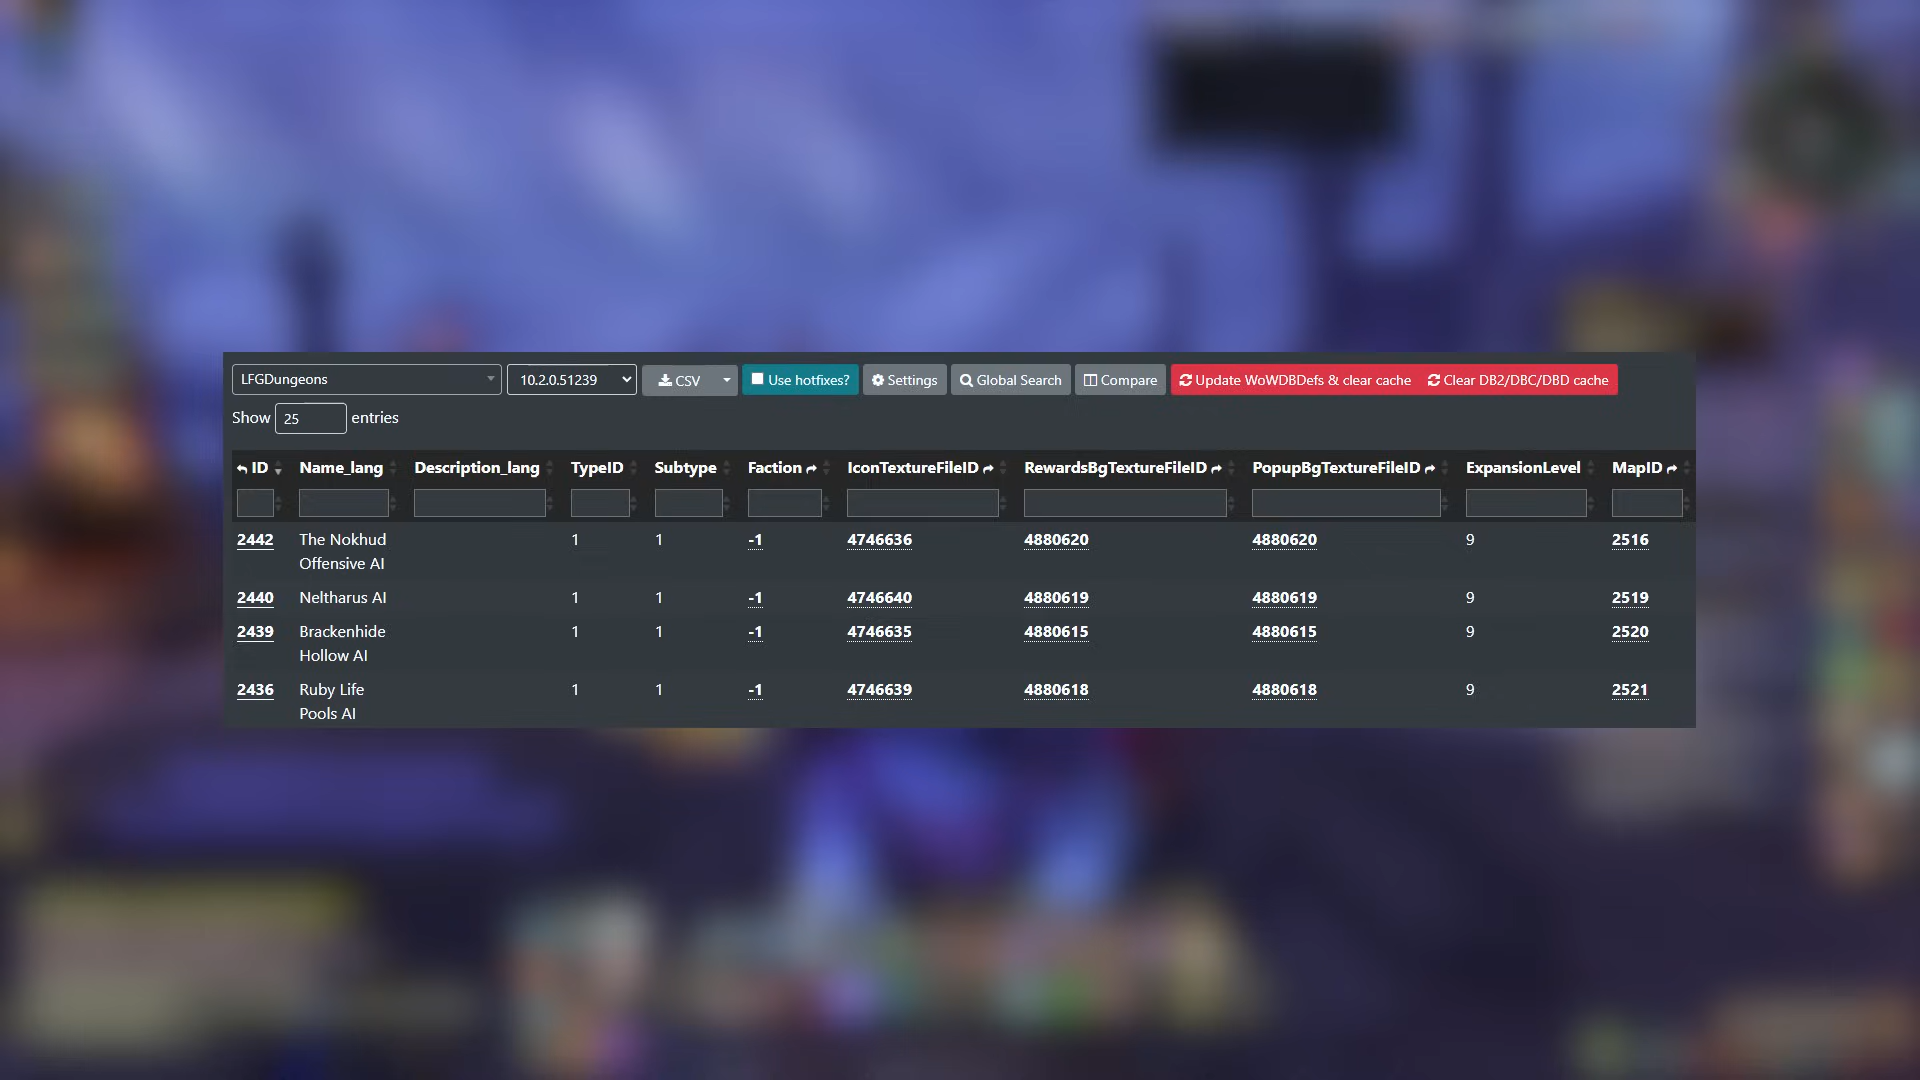 LFGDungeons 10.2.0.51239 CSV Use hotfixes? Settings Global Search Compare Update WoWDBDefs & clear cache Clear DB2/DBC/DBD cache
Show 25 entries
ID Name_lang Description_lang TypeID Subtype Faction IconTextureFileID RewardsBgTextureFileID PopupBgTextureFileID ExpansionLevel MapID
2442 The Nokhud 1 1 -1 4746636 4880620 4880620 9 2516
Offensive AI
2440 Neltharus AI 1 1 -1 4746640 4880619 4880619 9 2519
2439 Brackenhide 1 1 -1 4746635 4880615 4880615 9 2520
Hollow AI
2436 Ruby Life 1 1 -1 4746639 4880618 4880618 9 2521
Pools AI